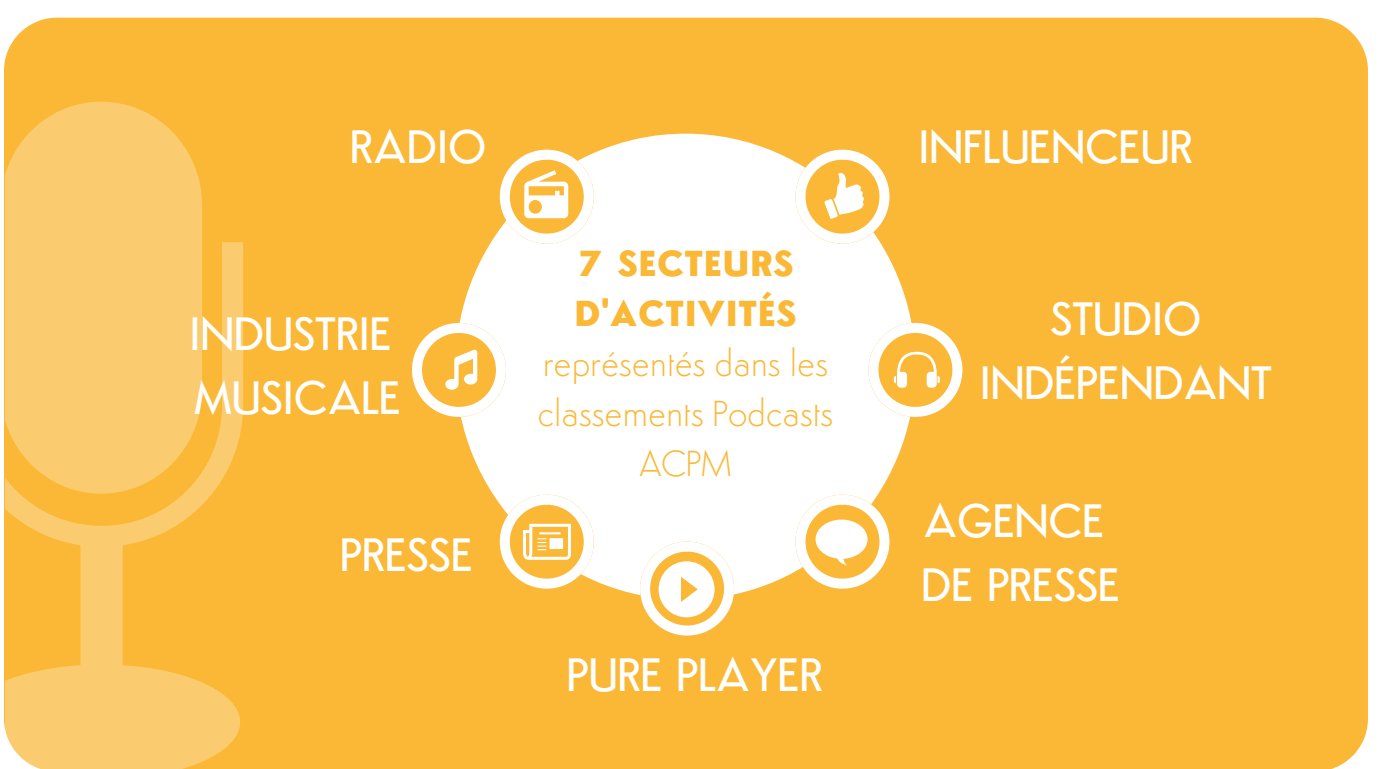 RADIO
INFLUENCEUR
7 SECTEURS
D'ACTIVITÉS
représentés dans les
classements Podcasts
ACPM
INDUSTRIE
MUSICALE
STUDIO
INDÉPENDANT
PRESSE
AGENCE
DE PRESSE
PURE PLAYER